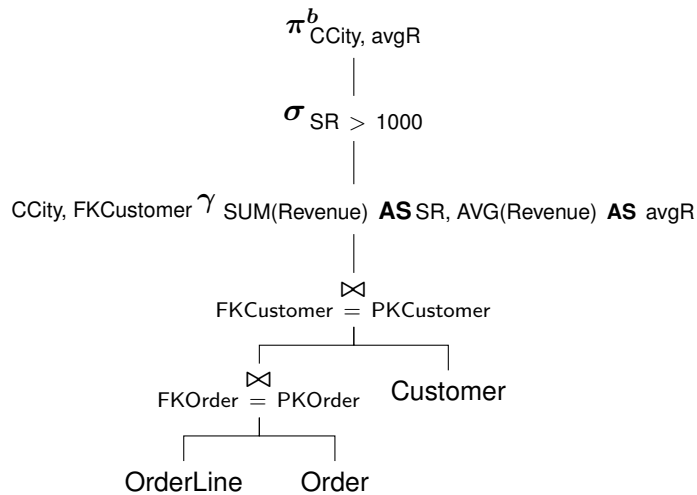 π^b CCity, avgR
σ SR > 1000
CCity, FKCustomer γ SUM(Revenue) AS SR, AVG(Revenue) AS avgR
⋈
FKCustomer = PKCustomer
⋈
FKOrder = PKOrder
Customer
OrderLine Order